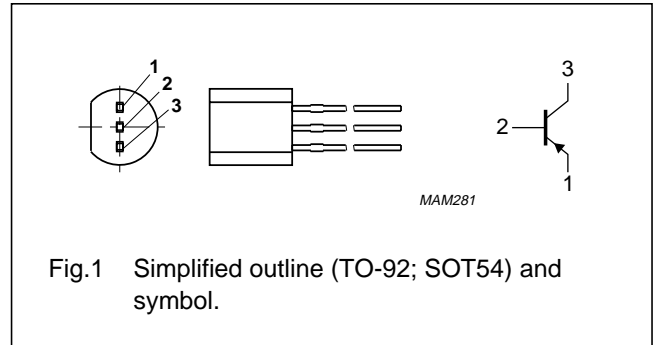 1
2
3
3
2
1
MAM281
Fig.1 Simplified outline (TO-92; SOT54) and
symbol.